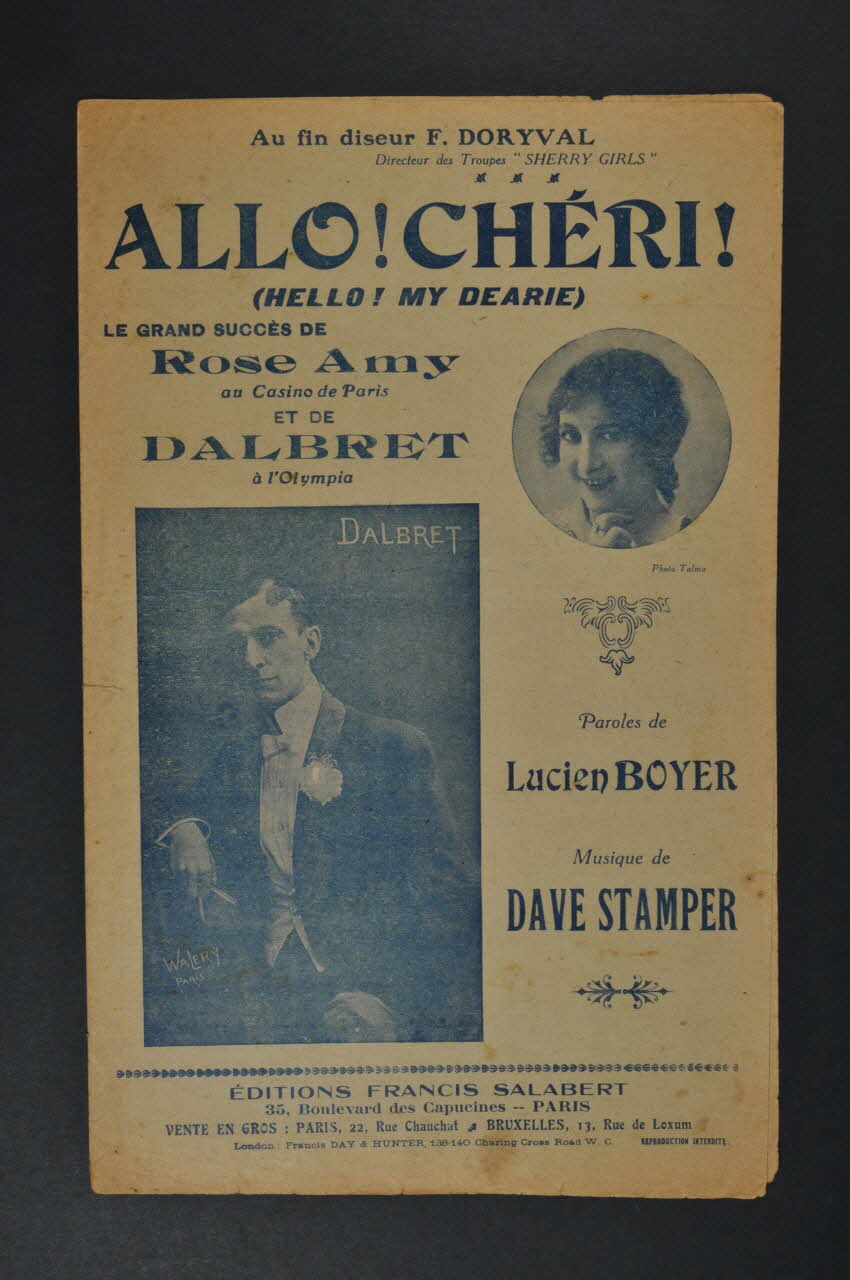 Au fin diseur F. DORYVAL
Directeur des Troupes "SHERRY GIRLS"
ALLO! CHÉRI!
(HELLO! MY DEARIE)
LE GRAND SUCCÈS DE
Rose Amy
au Casino de Paris
ET DE
DALBRET
à l'Olympia
DALBRET
WALERY
PARIS
Photo Talma
Paroles de
Lucien BOYER
Musique de
DAVE STAMPER
ÉDITIONS FRANCIS SALABERT
35, Boulevard des Capucines -- PARIS
VENTE EN GROS : PARIS, 22, Rue Chauchat BRUXELLES, 13, Rue de Loxum
London : Francis DAY & HUNTER, 138-140 Charing Cross Road W. C. REPRODUCTION INTERDITE